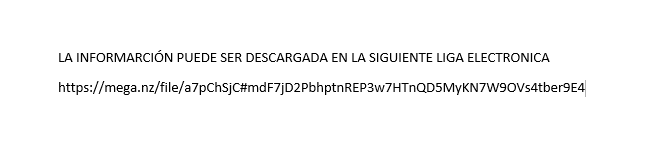 LA INFORMARCIÓN PUEDE SER DESCARGADA EN LA SIGUIENTE LIGA ELECTRONICA
https://mega.nz/file/a7pChSjC#mdF7jD2PbhptnREP3w7HTnQD5MyKN7W9OVs4tber9E4